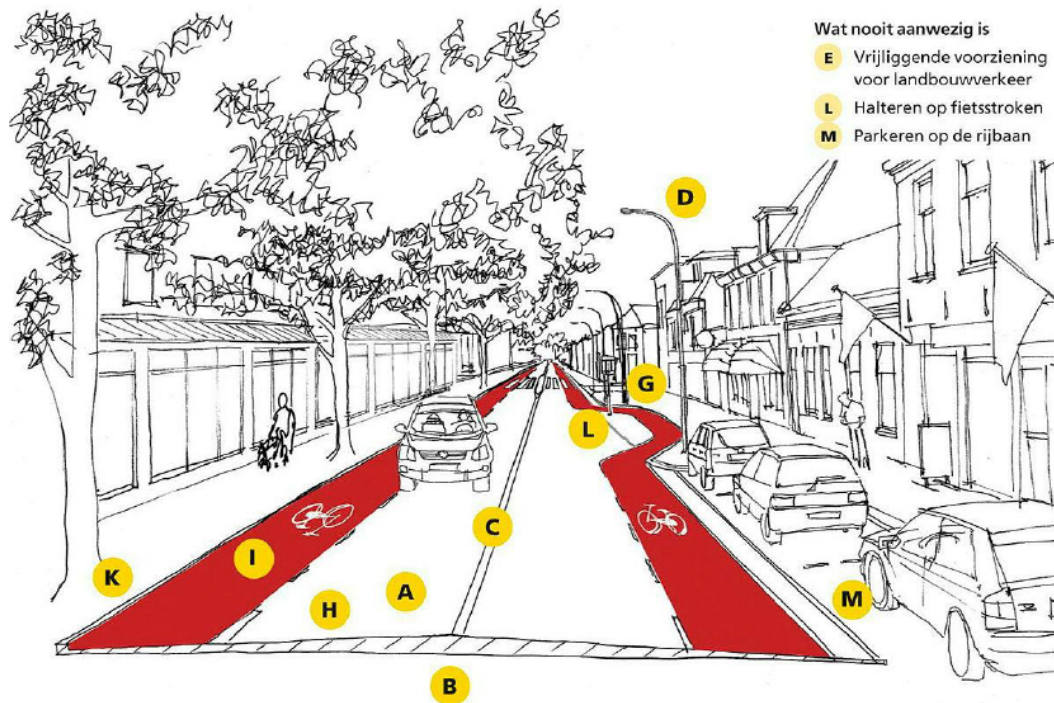 Wat nooit aanwezig is
E Vrijliggende voorziening
voor landbouwverkeer
L Halteren op fietsstroken
M Parkeren op de rijbaan
D
G
L
C
I
K
A
H
M
B